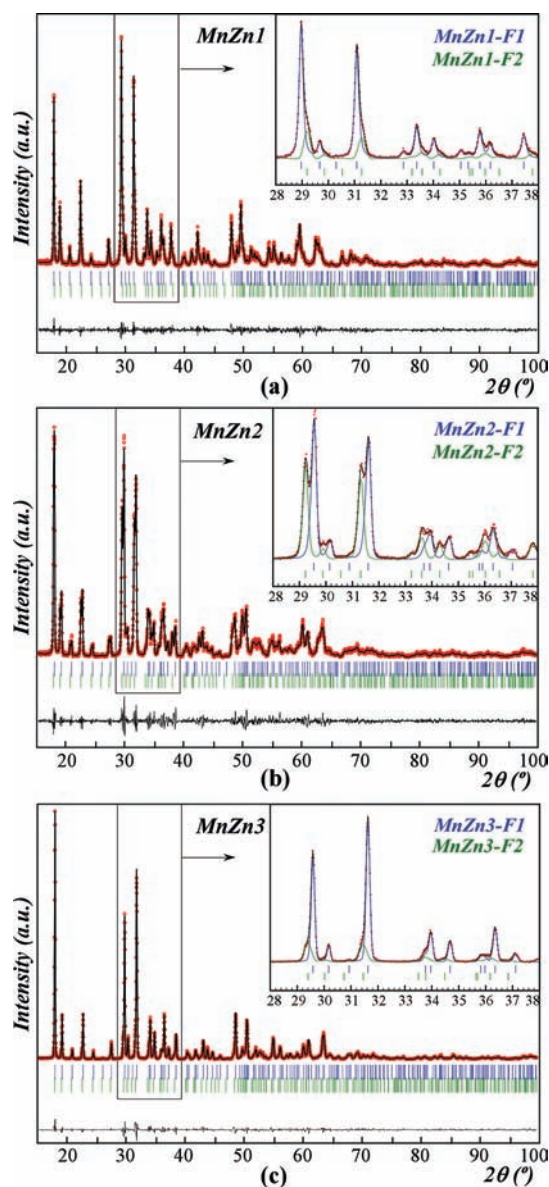 MnZn1
MnZn1-F1
MnZn1-F2
28 29 30 31 32 33 34 35 36 37 38
Intensity (a.u.)
20 30 40 50 60 70 80 90 100
(a)
2θ (º)
MnZn2
MnZn2-F1
MnZn2-F2
28 29 30 31 32 33 34 35 36 37 38
Intensity (a.u.)
20 30 40 50 60 70 80 90 100
(b)
2θ (º)
MnZn3
MnZn3-F1
MnZn3-F2
28 29 30 31 32 33 34 35 36 37 38
Intensity (a.u.)
20 30 40 50 60 70 80 90 100
(c)
2θ (º)